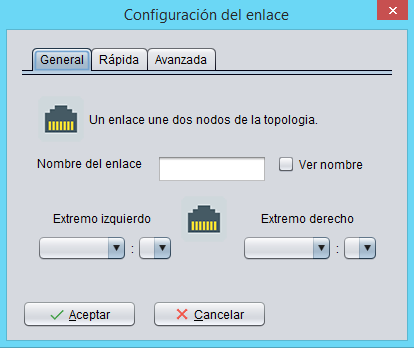 Configuración del enlace
General Rápida Avanzada
Un enlace une dos nodos de la topologia.
Nombre del enlace Ver nombre
Extremo izquierdo Extremo derecho
: :
Aceptar Cancelar